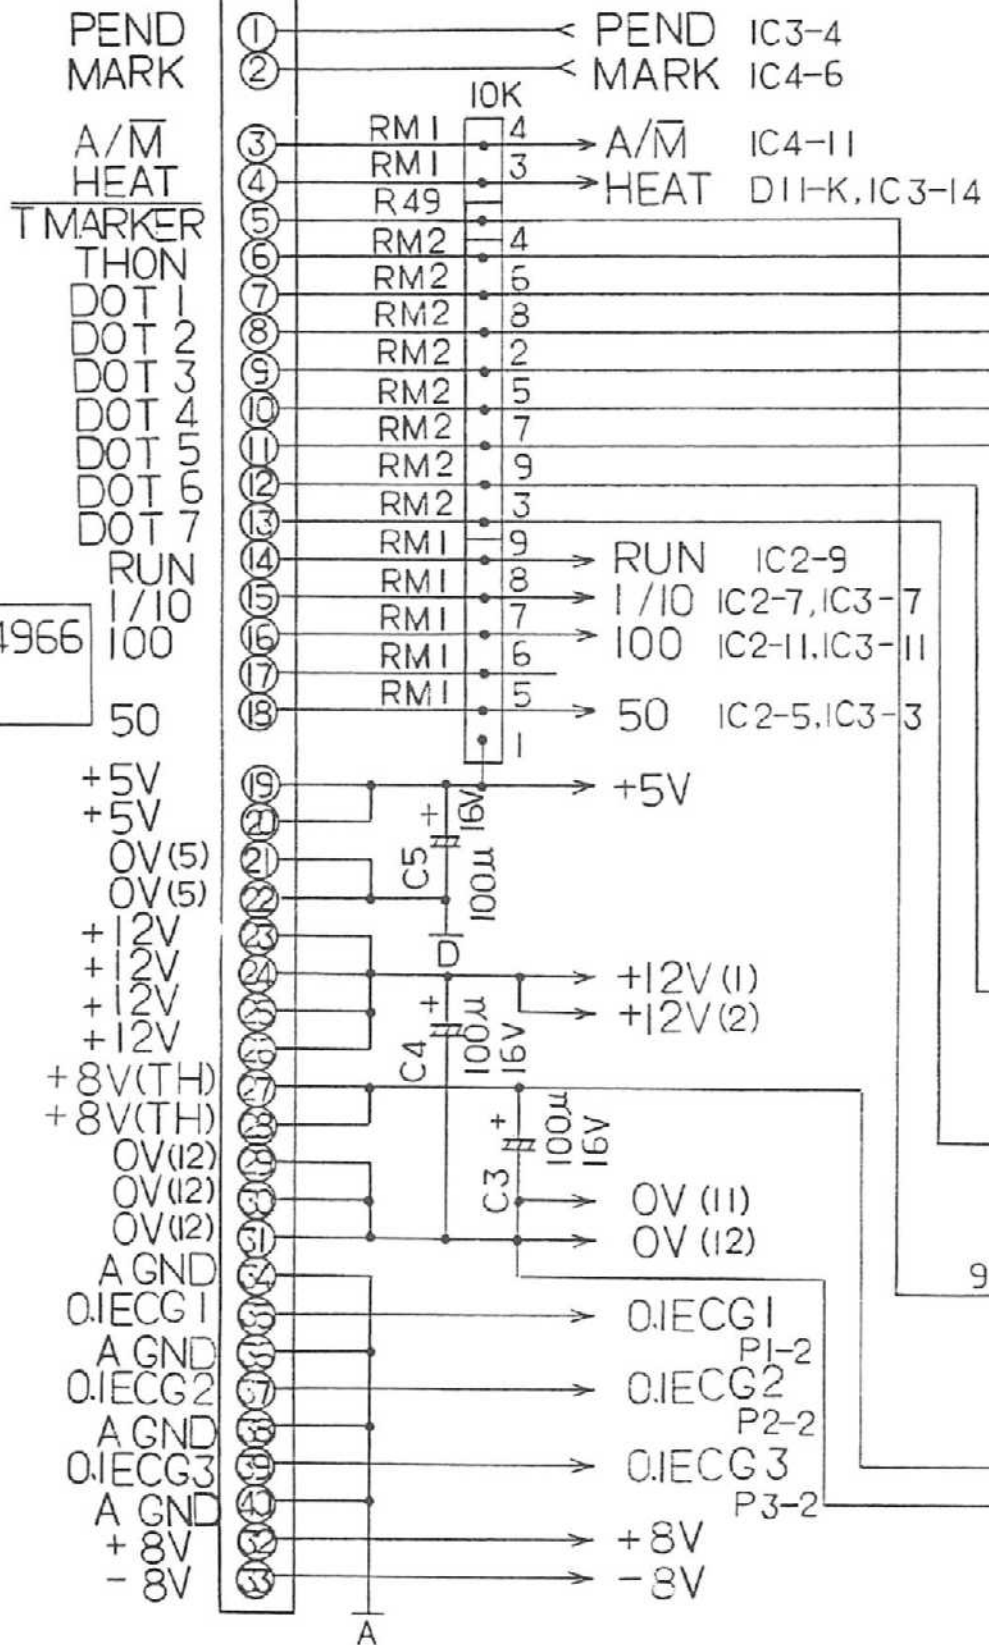 PEND ① PEND IC3-4
MARK ② MARK IC4-6
10K
A/M̅ ③ RM1 4 A/M̅ IC4-11
HEAT ④ RM1 3 HEAT D11-K,IC3-14
T̅M̅A̅R̅K̅E̅R̅ ⑤ R49
THON ⑥ RM2 4
DOT 1 ⑦ RM2 6
DOT 2 ⑧ RM2 8
DOT 3 ⑨ RM2 2
DOT 4 ⑩ RM2 5
DOT 5 ⑪ RM2 7
DOT 6 ⑫ RM2 9
DOT 7 ⑬ RM2 3
RUN ⑭ RM1 9 RUN IC2-9
1/10 ⑮ RM1 8 1/10 IC2-7,IC3-7
4966
100 ⑯ RM1 7 100 IC2-11,IC3-11
⑰ RM1 6
50 ⑱ RM1 5 50 IC2-5,IC3-3
1
+5V ⑲ +5V
+5V ⑳
+ 16V
C5 100μ
0V(5) ㉑
0V(5) ㉒
D
+12V ㉓
+12V ㉔ +12V(1)
+12V ㉕ +12V(2)
+12V ㉖
+ C4 100μ 16V
+8V(TH) ㉗
+8V(TH) ㉘
+ C3 100μ 16V
0V(12) ㉙
0V(12) ㉚ 0V(11)
0V(12) ㉛ 0V(12)
A GND ㉞
9
0.1ECG1 ㉟ 0.1ECG1
P1-2
A GND ㊱
0.1ECG2 ㊲ 0.1ECG2
P2-2
A GND ㊳
0.1ECG3 ㊴ 0.1ECG3
P3-2
A GND ㊵
+8V ㉜ +8V
-8V ㉝ -8V
A